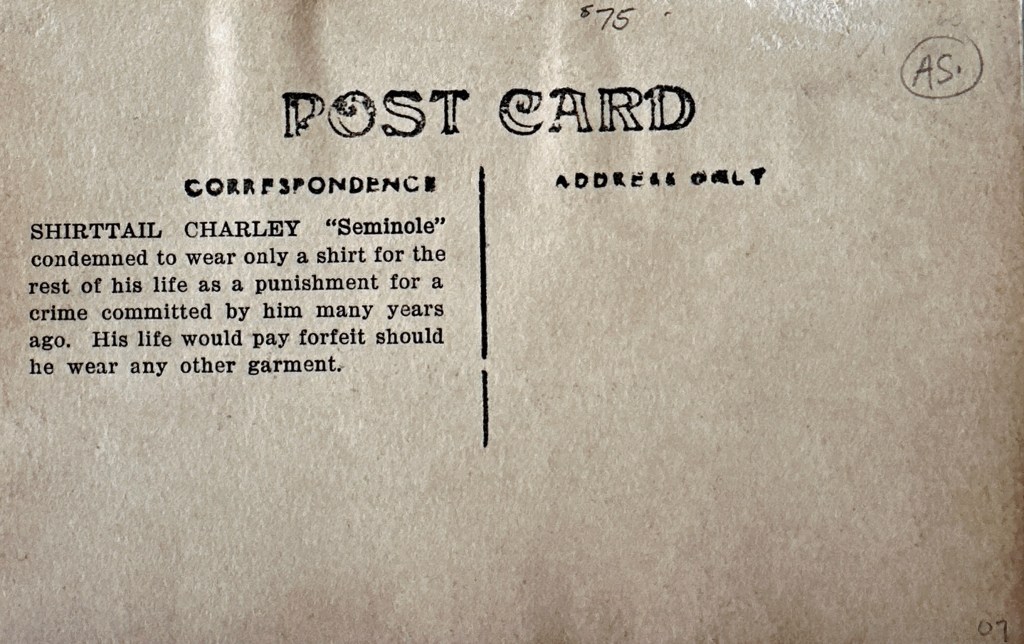 $75
AS.
POST CARD
CORRESPONDENCE
ADDRESS ONLY
SHIRTTAIL CHARLEY "Seminole"
condemned to wear only a shirt for the
rest of his life as a punishment for a
crime committed by him many years
ago. His life would pay forfeit should
he wear any other garment.
07